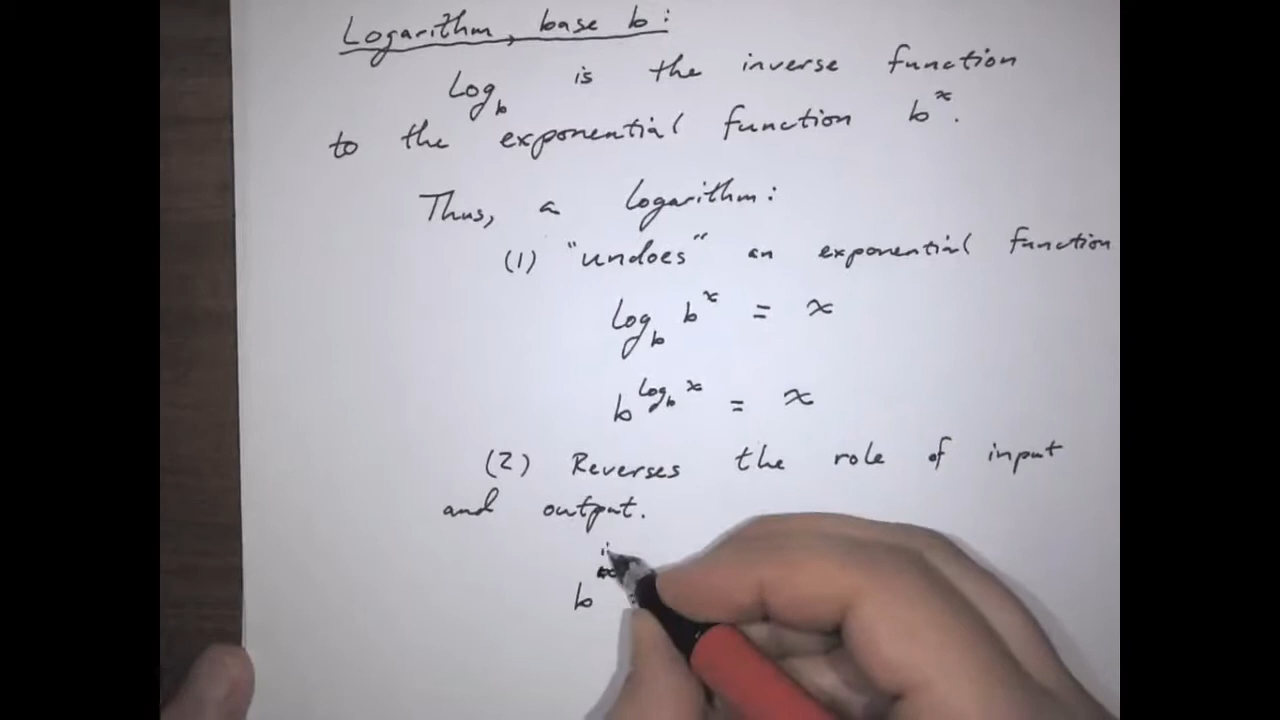 Logarithm, base b:
Log_b is the inverse function
to the exponential function b^x.
Thus, a Logarithm:
(1) "undoes" an exponential function
Log_b b^x = x
b^(Log_b x) = x
(2) Reverses the role of input
and output.
b